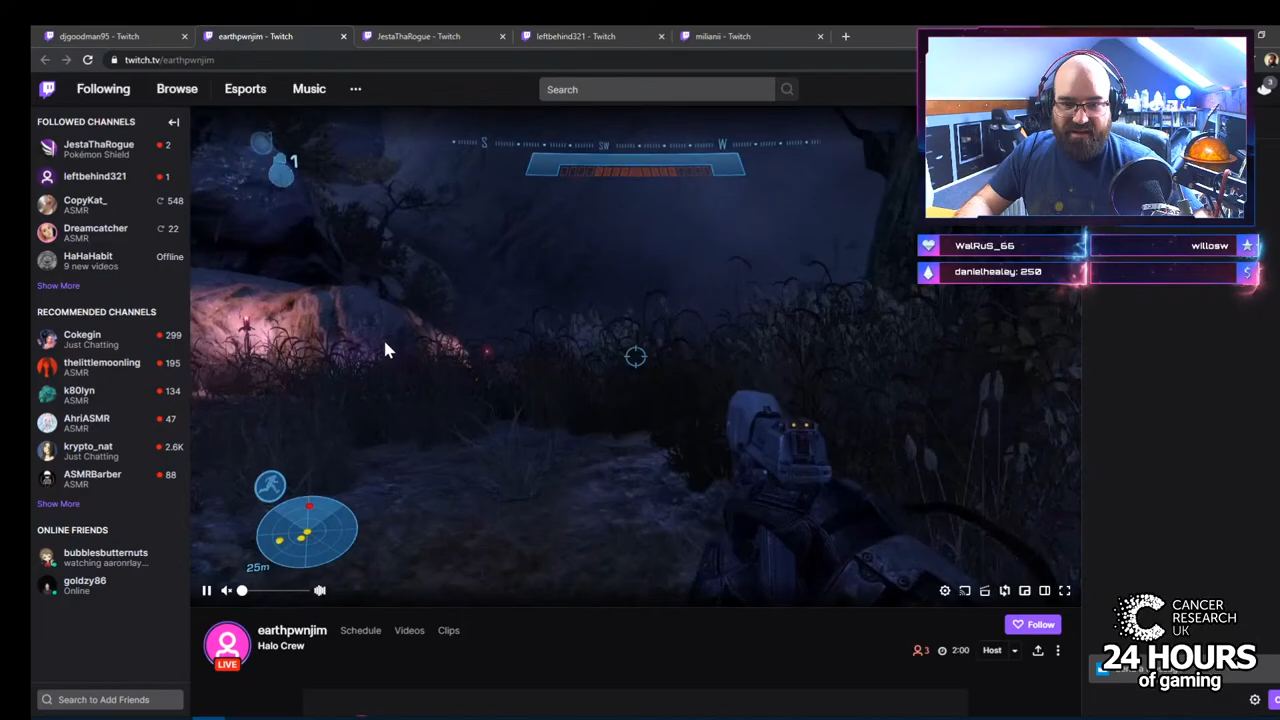 djgoodman95 - Twitch
earthpwnjim - Twitch
JestaThaRogue - Twitch
leftbehind321 - Twitch
milianii - Twitch
twitch.tv/earthpwnjim
Following
Browse
Esports
Music
Search
3
FOLLOWED CHANNELS
JestaThaRogue
2
Pokémon Shield
leftbehind321
1
CopyKat_
548
ASMR
Dreamcatcher
22
ASMR
HaHaHabit
Offline
9 new videos
Show More
RECOMMENDED CHANNELS
Cokegin
299
Just Chatting
thelittlemoonling
195
ASMR
k80lyn
134
ASMR
AhriASMR
47
ASMR
krypto_nat
2.6K
Just Chatting
ASMRBarber
88
ASMR
Show More
ONLINE FRIENDS
bubblesbutternuts
watching aaronrlay...
goldzy86
Online
Search to Add Friends
1
S
SW
W
25m
WalRuS_66
willosw
danielhealey: 250
$
earthpwnjim
Schedule
Videos
Clips
Halo Crew
LIVE
Follow
3
2:00
Host
CANCER
RESEARCH
UK
24 HOURS
of gaming